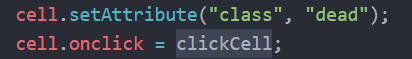 cell.setAttribute("class", "dead");
cell.onclick = clickCell;